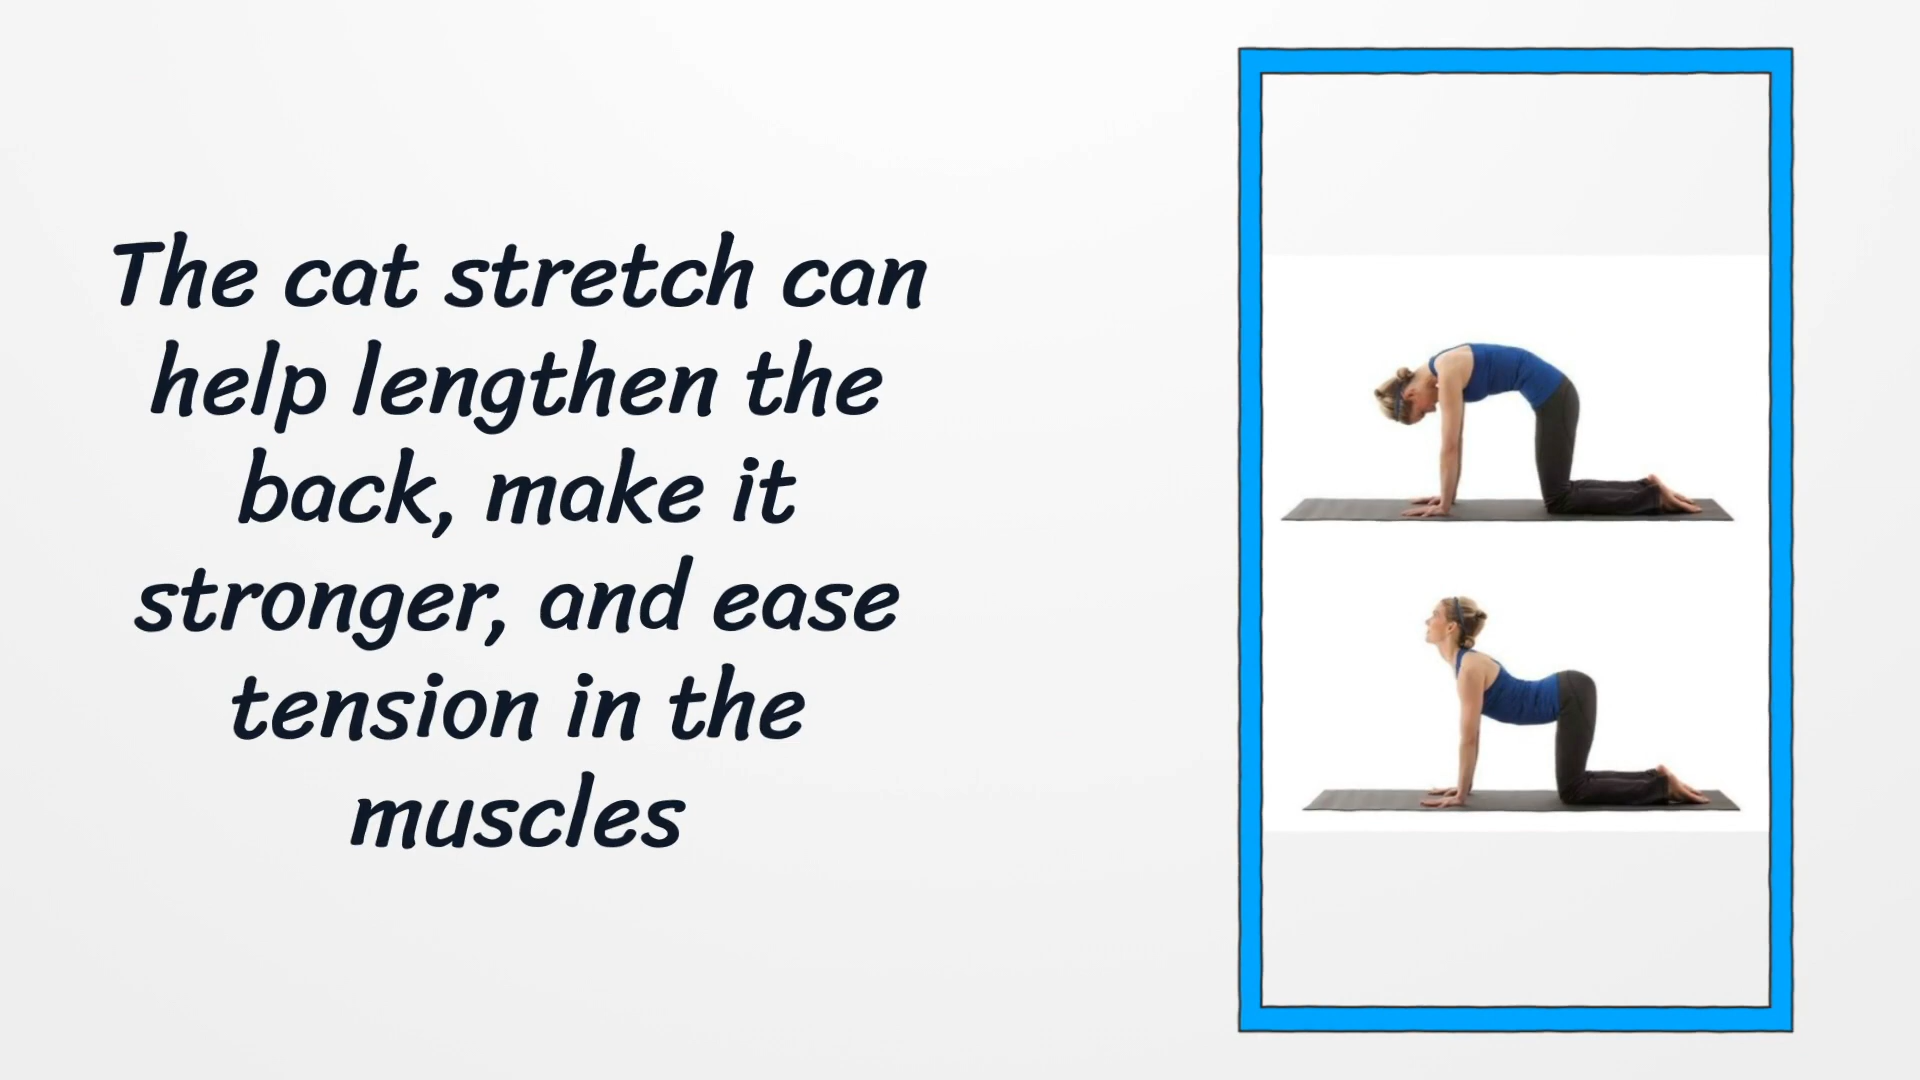 The cat stretch can
help lengthen the
back, make it
stronger, and ease
tension in the
muscles